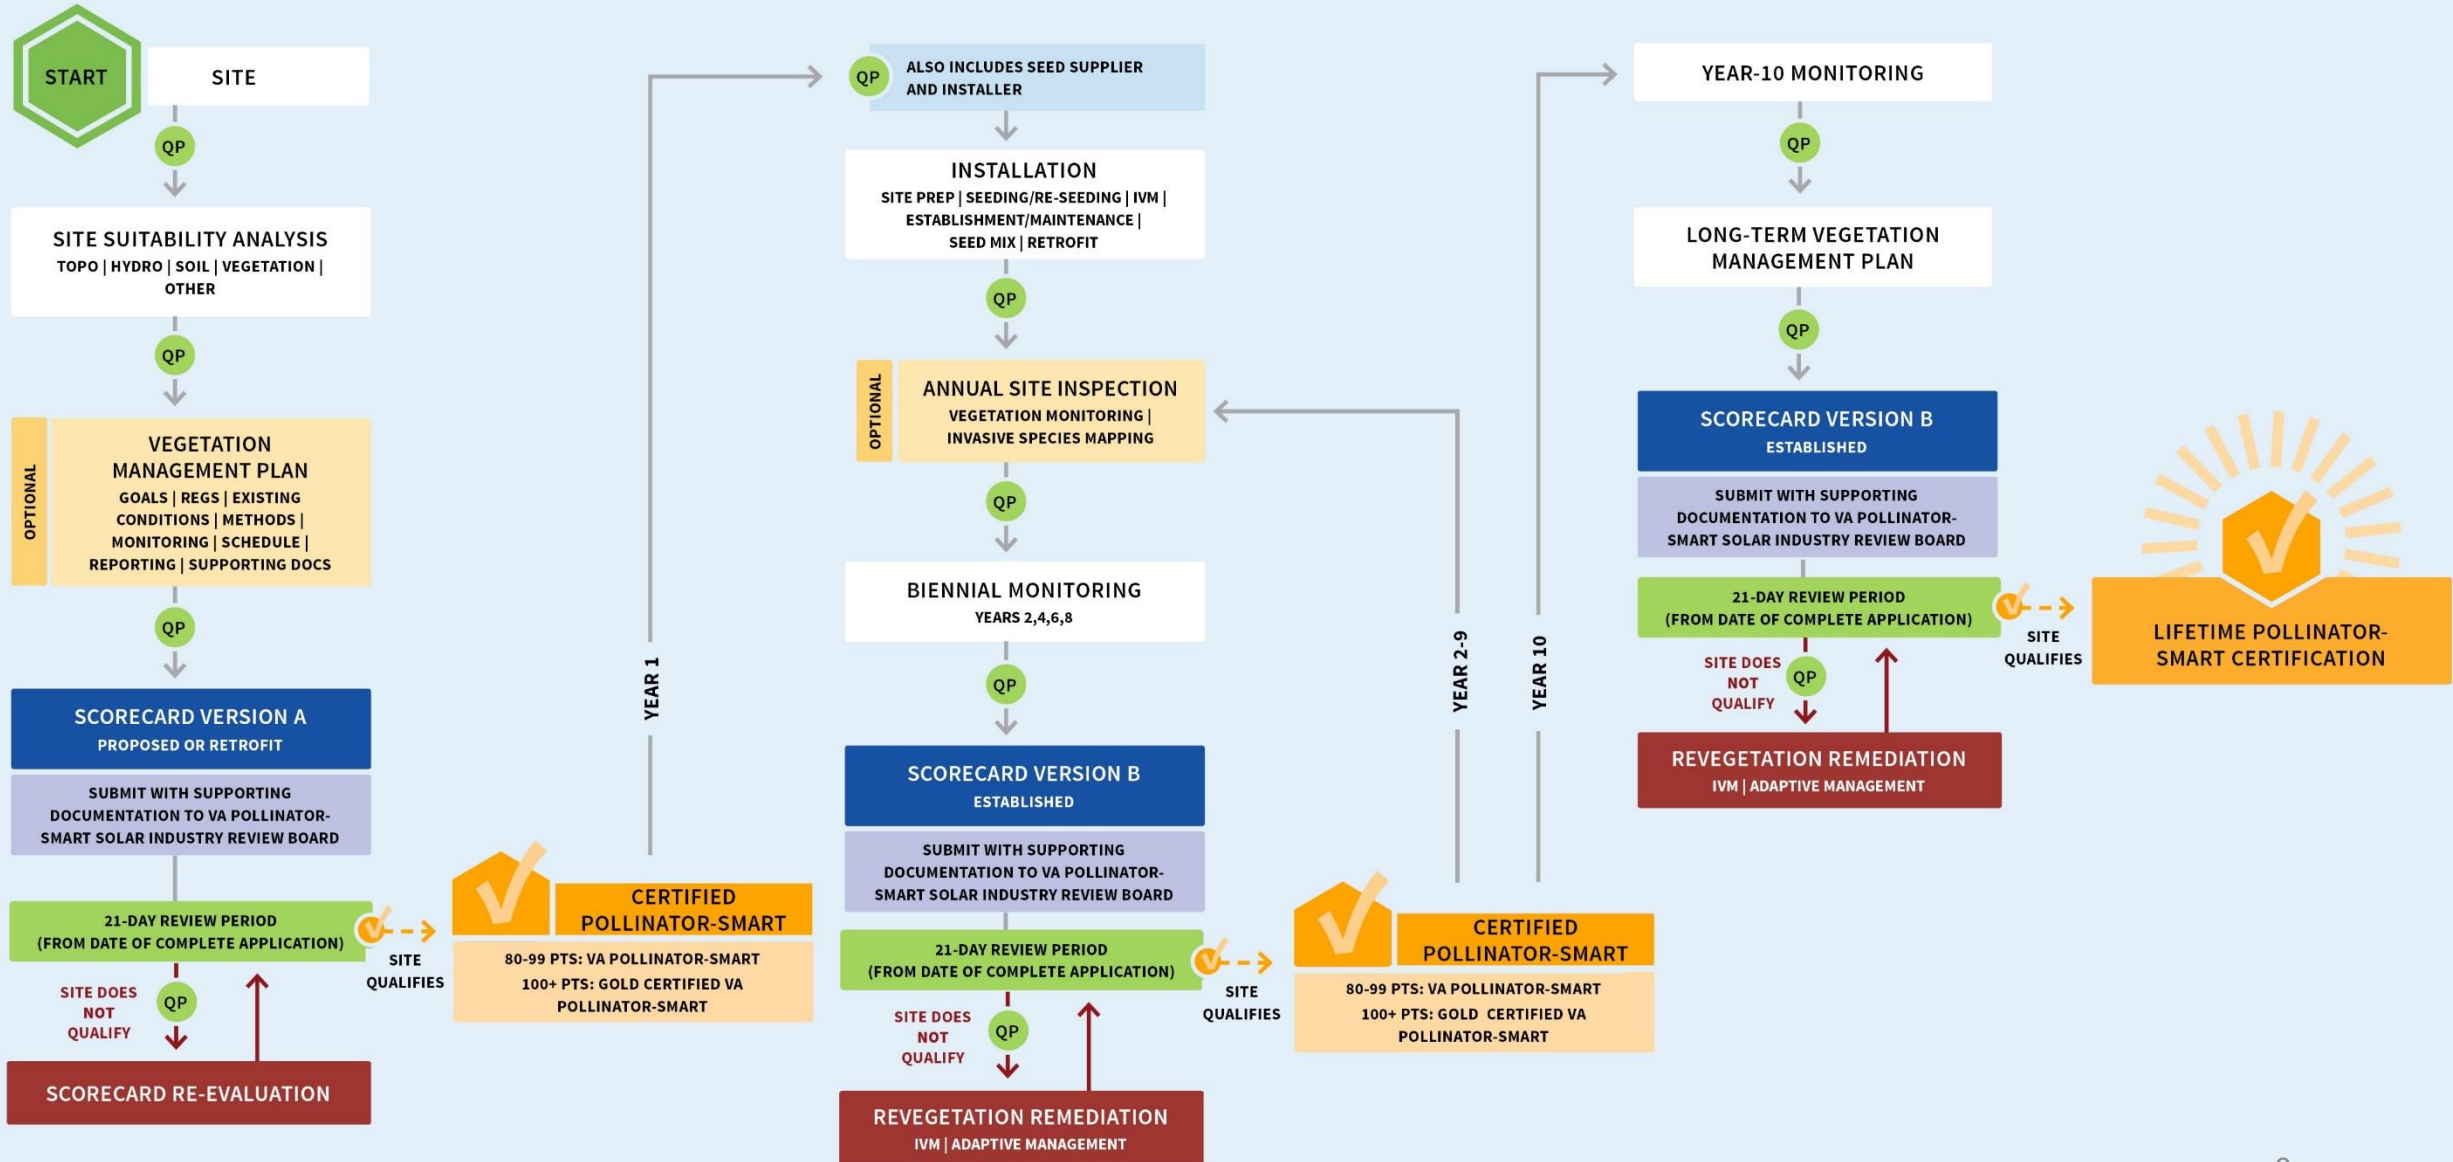 START
SITE
QP
SITE SUITABILITY ANALYSIS
TOPO | HYDRO | SOIL | VEGETATION |
OTHER
QP
OPTIONAL
VEGETATION
MANAGEMENT PLAN
GOALS | REGS | EXISTING
CONDITIONS | METHODS |
MONITORING | SCHEDULE |
REPORTING | SUPPORTING DOCS
QP
SCORECARD VERSION A
PROPOSED OR RETROFIT
SUBMIT WITH SUPPORTING
DOCUMENTATION TO VA POLLINATOR-
SMART SOLAR INDUSTRY REVIEW BOARD
21-DAY REVIEW PERIOD
(FROM DATE OF COMPLETE APPLICATION)
SITE
QUALIFIES
SITE DOES
NOT
QUALIFY
QP
SCORECARD RE-EVALUATION
CERTIFIED
POLLINATOR-SMART
80-99 PTS: VA POLLINATOR-SMART
100+ PTS: GOLD CERTIFIED VA
POLLINATOR-SMART
YEAR 1
QP
ALSO INCLUDES SEED SUPPLIER
AND INSTALLER
INSTALLATION
SITE PREP | SEEDING/RE-SEEDING | IVM |
ESTABLISHMENT/MAINTENANCE |
SEED MIX | RETROFIT
QP
OPTIONAL
ANNUAL SITE INSPECTION
VEGETATION MONITORING |
INVASIVE SPECIES MAPPING
QP
BIENNIAL MONITORING
YEARS 2,4,6,8
QP
SCORECARD VERSION B
ESTABLISHED
SUBMIT WITH SUPPORTING
DOCUMENTATION TO VA POLLINATOR-
SMART SOLAR INDUSTRY REVIEW BOARD
21-DAY REVIEW PERIOD
(FROM DATE OF COMPLETE APPLICATION)
SITE
QUALIFIES
SITE DOES
NOT
QUALIFY
QP
REVEGETATION REMEDIATION
IVM | ADAPTIVE MANAGEMENT
CERTIFIED
POLLINATOR-SMART
80-99 PTS: VA POLLINATOR-SMART
100+ PTS: GOLD CERTIFIED VA
POLLINATOR-SMART
YEAR 2-9
YEAR 10
YEAR-10 MONITORING
QP
LONG-TERM VEGETATION
MANAGEMENT PLAN
QP
SCORECARD VERSION B
ESTABLISHED
SUBMIT WITH SUPPORTING
DOCUMENTATION TO VA POLLINATOR-
SMART SOLAR INDUSTRY REVIEW BOARD
21-DAY REVIEW PERIOD
(FROM DATE OF COMPLETE APPLICATION)
SITE
QUALIFIES
SITE DOES
NOT
QUALIFY
QP
REVEGETATION REMEDIATION
IVM | ADAPTIVE MANAGEMENT
LIFETIME POLLINATOR-
SMART CERTIFICATION